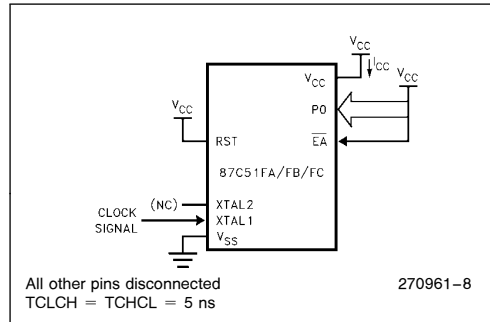 VCC
ICC
VCC
VCC
P0
VCC
RST
EA
87C51FA/FB/FC
(NC)
XTAL2
CLOCK
SIGNAL
XTAL1
VSS
All other pins disconnected
TCLCH = TCHCL = 5 ns
270961–8